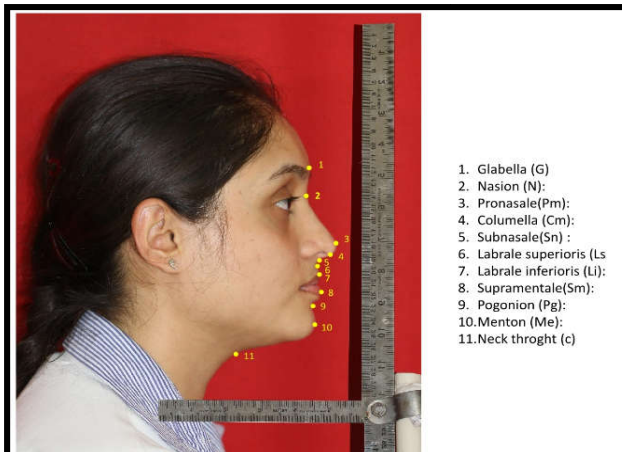 1
2
3
4
5
6
7
8
9
10
11
1. Glabella (G)
2. Nasion (N):
3. Pronasale(Pm):
4. Columella (Cm):
5. Subnasale(Sn) :
6 Labrale superioris (Ls
7. Labrale inferioris (Li):
8. Supramentale(Sm):
9. Pogonion (Pg):
10.Menton (Me):
11.Neck throght (c)